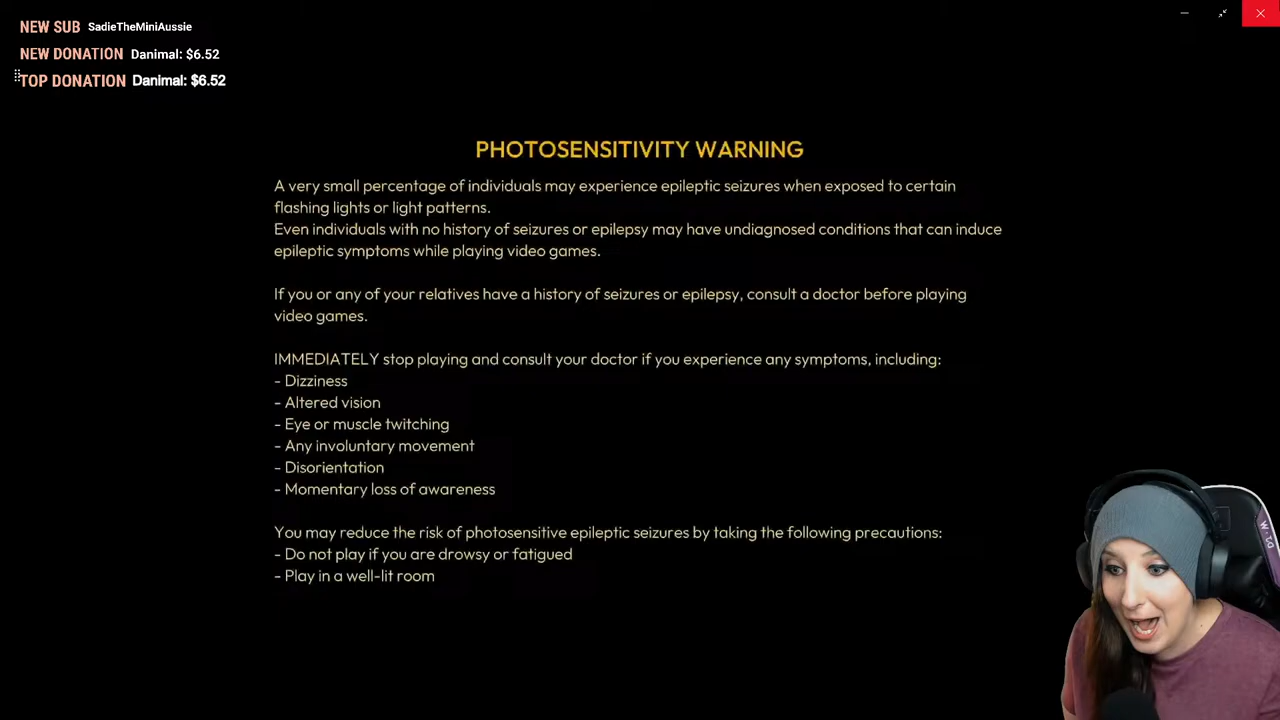 NEW SUB SadieTheMiniAussie
NEW DONATION Danimal: $6.52
TOP DONATION Danimal: $6.52
PHOTOSENSITIVITY WARNING
A very small percentage of individuals may experience epileptic seizures when exposed to certain
flashing lights or light patterns.
Even individuals with no history of seizures or epilepsy may have undiagnosed conditions that can induce
epileptic symptoms while playing video games.
If you or any of your relatives have a history of seizures or epilepsy, consult a doctor before playing
video games.
IMMEDIATELY stop playing and consult your doctor if you experience any symptoms, including:
- Dizziness
- Altered vision
- Eye or muscle twitching
- Any involuntary movement
- Disorientation
- Momentary loss of awareness
You may reduce the risk of photosensitive epileptic seizures by taking the following precautions:
- Do not play if you are drowsy or fatigued
- Play in a well-lit room